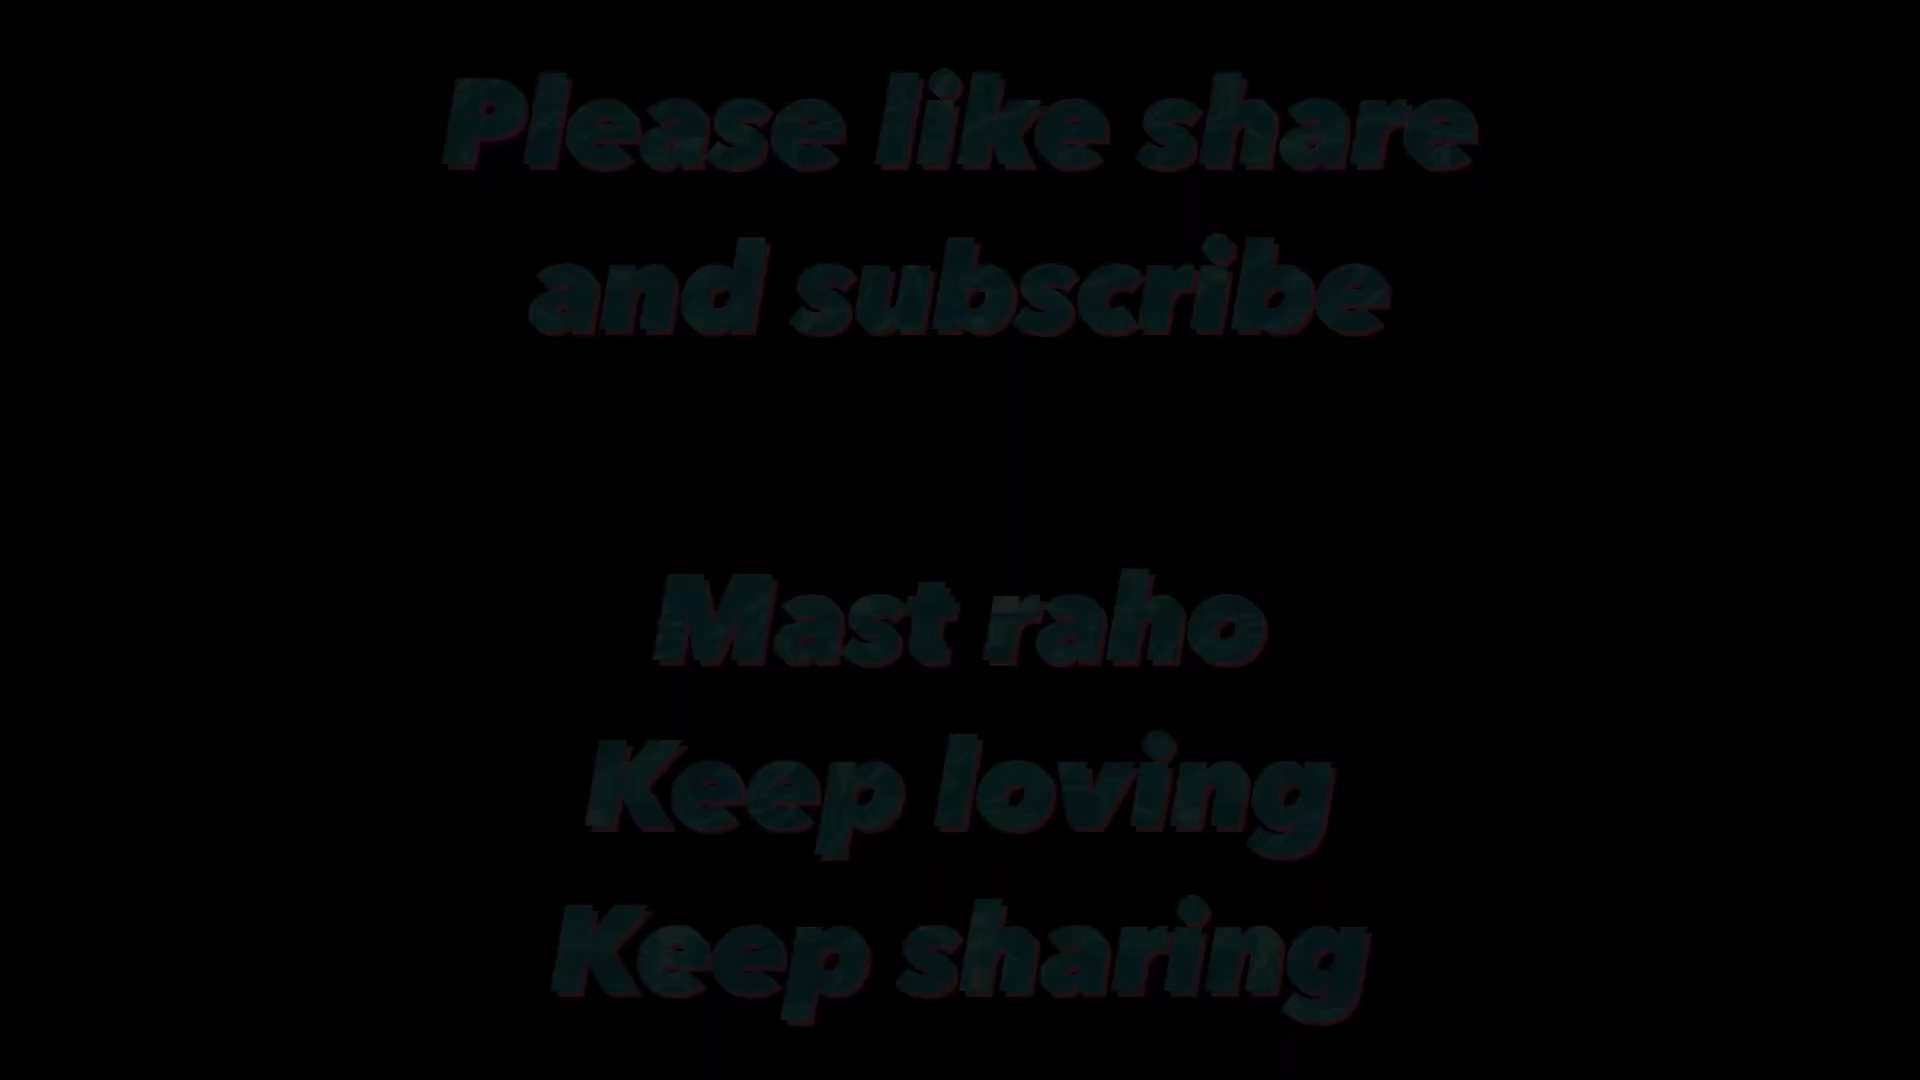 Please like share
and subscribe
Mast raho
Keep loving
Keep sharing